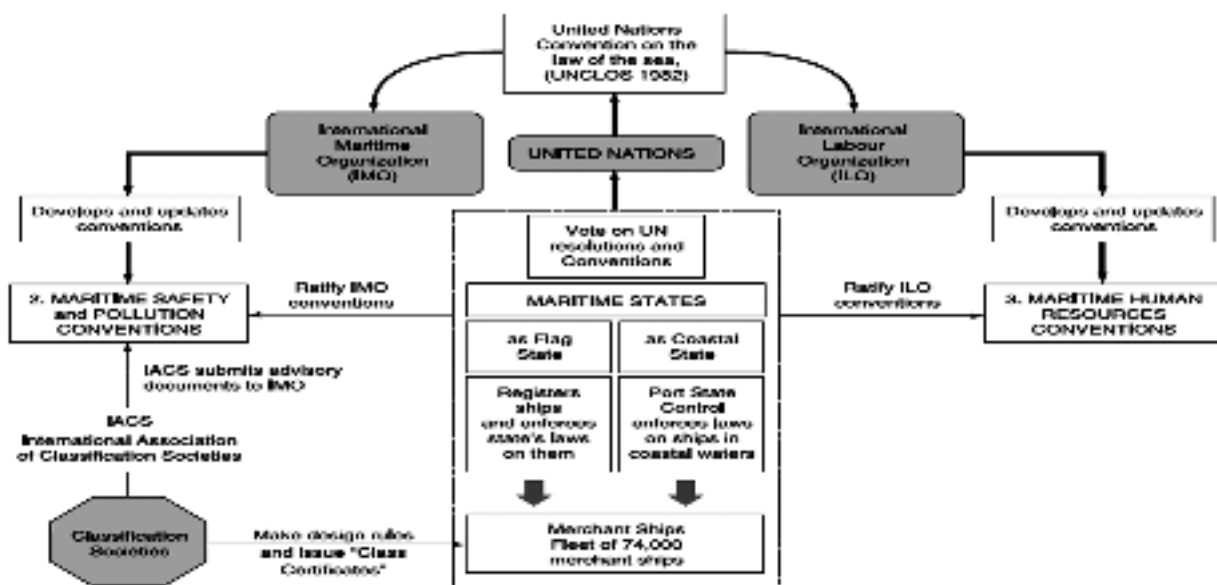 United Nations
Convention on the
law of the sea,
(UNCLOS 1982)
International
Maritime
Organization
(IMO)
UNITED NATIONS
International
Labour
Organization
(ILO)
Develops and updates
conventions
Vote on UN
resolutions and
Conventions
Develops and updates
conventions
2. MARITIME SAFETY
and POLLUTION
CONVENTIONS
Ratify IMO
conventions
MARITIME STATES
Ratify ILO
conventions
3. MARITIME HUMAN
RESOURCES
CONVENTIONS
as Flag
State
as Coastal
State
IACS submits advisory
documents to IMO
Registers
ships
and enforces
state's laws
on them
Port State
Control
enforces laws
on ships in
coastal waters
IACS
International Association
of Classification Societies
Classification
Societies
Make design rules
and issue "Class
Certificates"
Merchant Ships
Fleet of 74,000
merchant ships